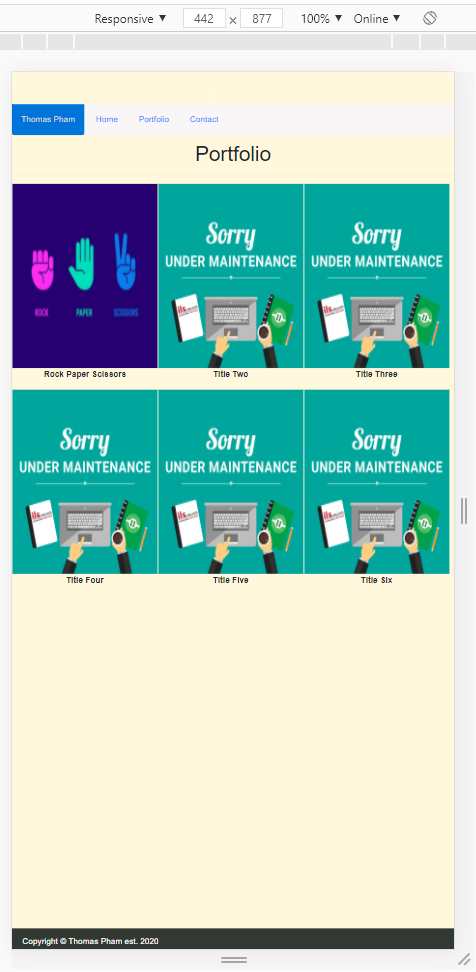 Responsive ▼ 442 × 877 100% ▼ Online ▼
Thomas Pham Home Portfolio Contact
Portfolio
ROCK PAPER SCISSORS
Sorry
UNDER MAINTENANCE
Sorry
UNDER MAINTENANCE
Rock Paper Scissors Title Two Title Three
Sorry
UNDER MAINTENANCE
Sorry
UNDER MAINTENANCE
Sorry
UNDER MAINTENANCE
Title Four Title Five Title Six
Copyright © Thomas Pham est. 2020